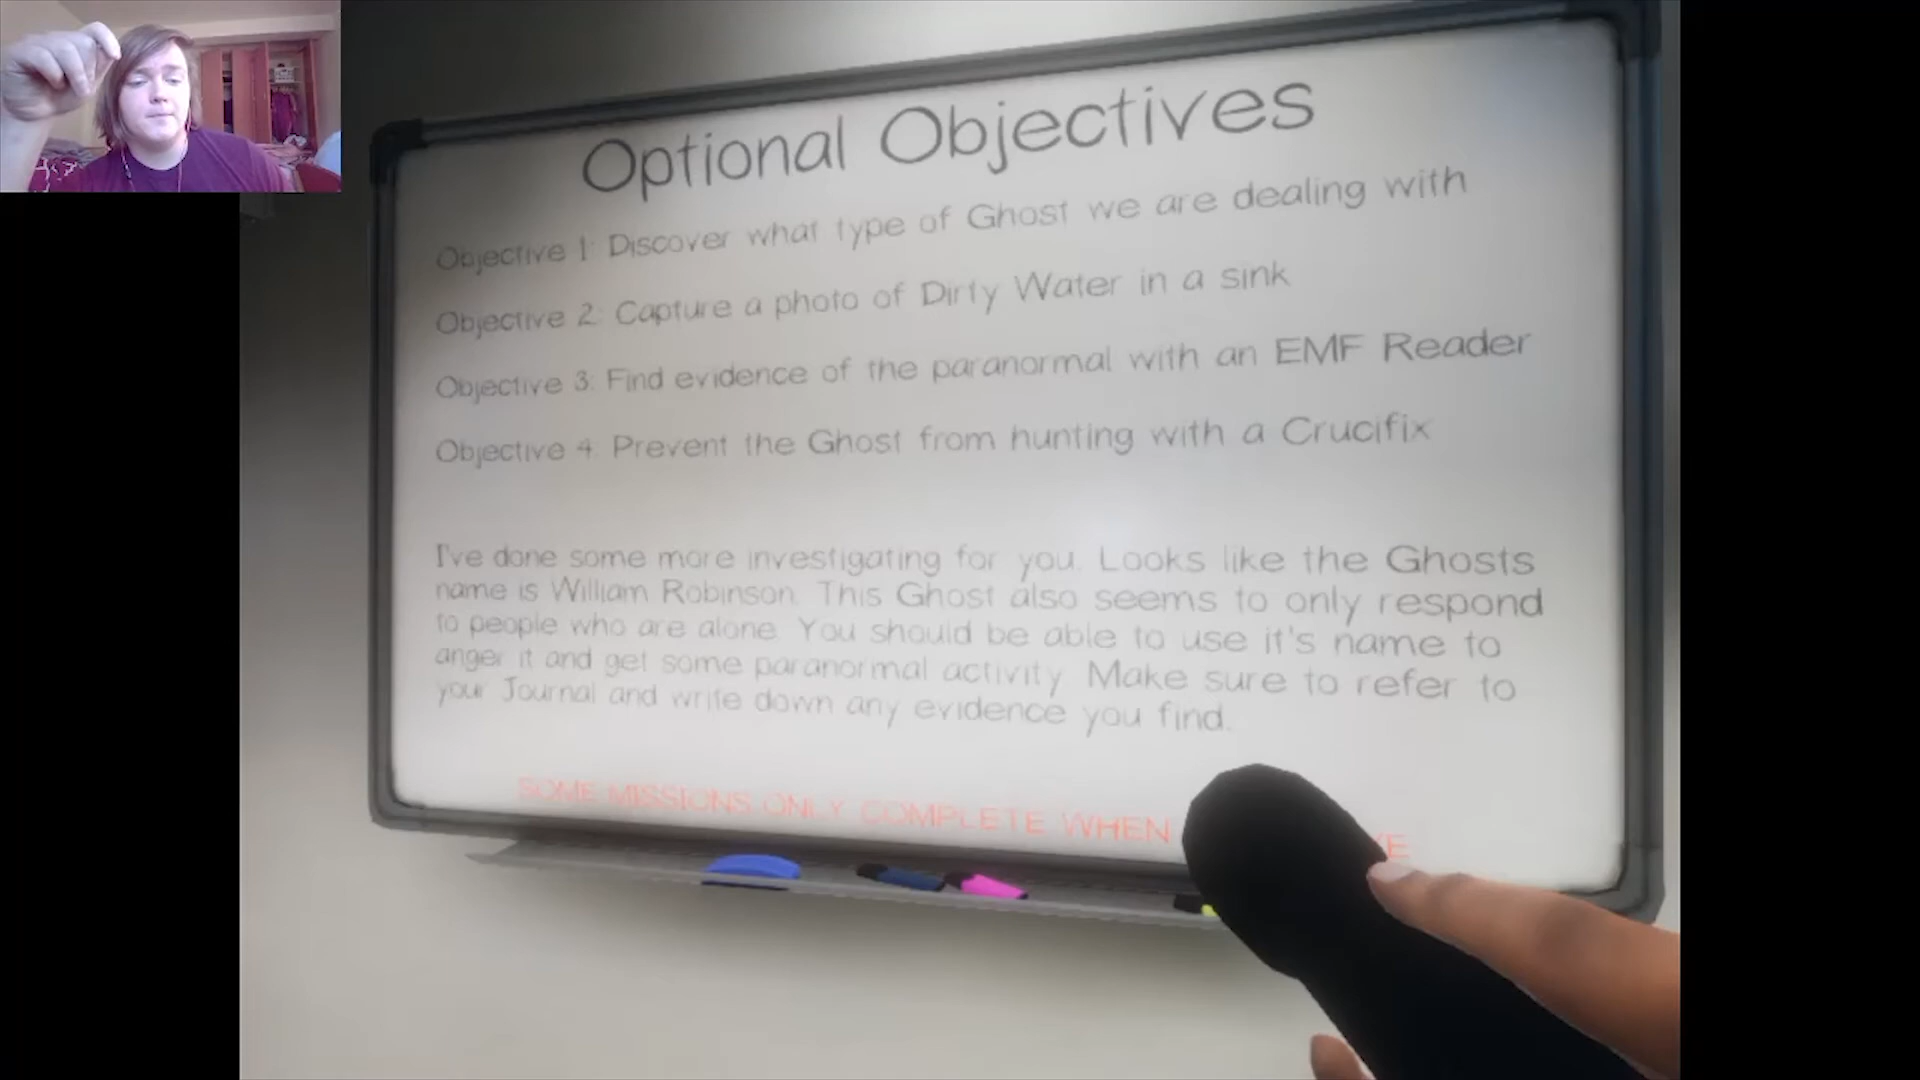 Optional Objectives
Objective 1: Discover what type of Ghost we are dealing with
Objective 2: Capture a photo of Dirty Water in a sink
Objective 3: Find evidence of the paranormal with an EMF Reader
Objective 4: Prevent the Ghost from hunting with a Crucifix
I've done some more investigating for you. Looks like the Ghosts
name is William Robinson. This Ghost also seems to only respond
to people who are alone. You should be able to use it's name to
anger it and get some paranormal activity. Make sure to refer to
your Journal and write down any evidence you find.
SOME MISSIONS ONLY COMPLETE WHEN